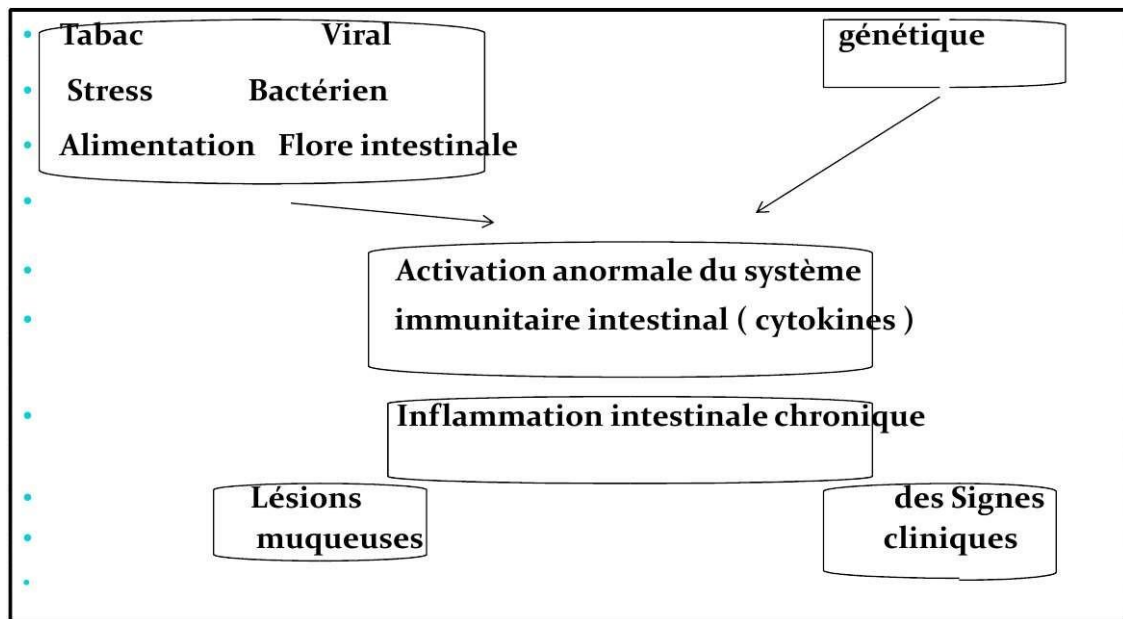 Tabac Viral génétique
Stress Bactérien
Alimentation Flore intestinale
Activation anormale du système
immunitaire intestinal ( cytokines )
Inflammation intestinale chronique
Lésions des Signes
muqueuses cliniques